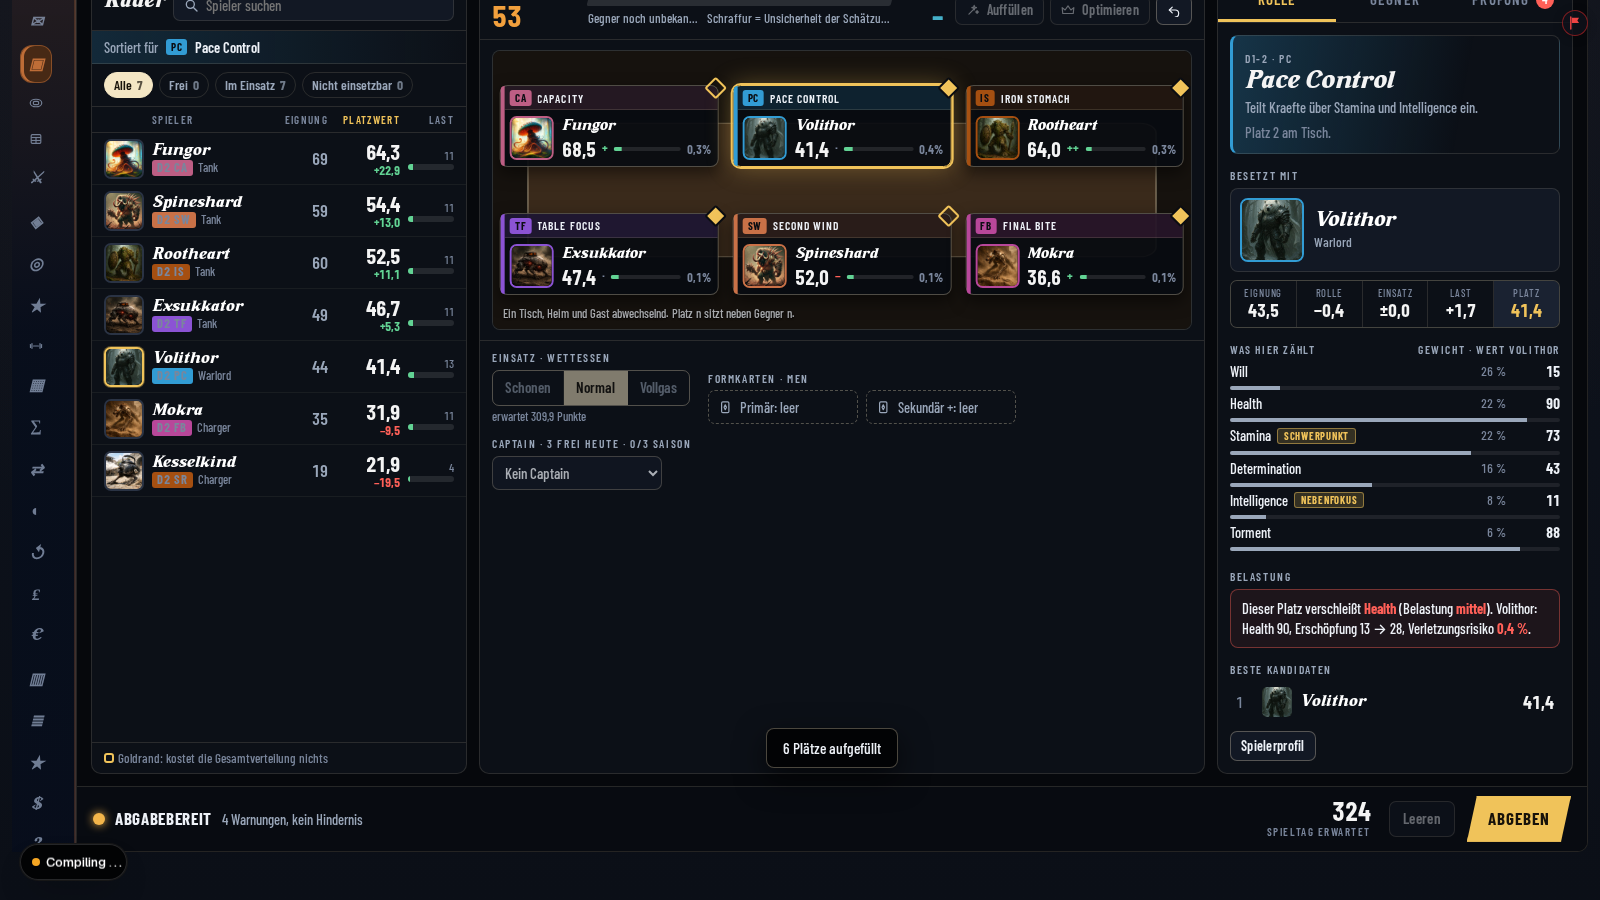 Kader
Spieler suchen
Sortiert für PC Pace Control
Alle 7
Frei 0
Im Einsatz 7
Nicht einsetzbar 0
SPIELER EIGNUNG PLATZWERT LAST
Fungor
Tank
69
64,3
+22,9
11
Spineshard
Tank
59
54,4
+13,0
11
Rootheart
D2 IS Tank
60
52,5
+11,1
11
Exsukkator
D2 TF Tank
49
46,7
+5,3
11
Volithor
Warlord
44
41,4
13
Mokra
D2 FB Charger
35
31,9
−9,5
11
Kesselkind
D2 SR Charger
19
21,9
−19,5
4
Goldrand: kostet die Gesamtverteilung nichts
53
Gegner noch unbekan...
Schraffur = Unsicherheit der Schätzu...
Auffüllen
Optimieren
CA CAPACITY
Fungor
68,5 + 0,3%
PC PACE CONTROL
Volithor
41,4 · 0,4%
IS IRON STOMACH
Rootheart
64,0 ++ 0,3%
TF TABLE FOCUS
Exsukkator
47,4 · 0,1%
SW SECOND WIND
Spineshard
52,0 − 0,1%
FB FINAL BITE
Mokra
36,6 + 0,1%
Ein Tisch, Heim und Gast abwechselnd. Platz n sitzt neben Gegner n.
EINSATZ · WETTESSEN
Schonen
Normal
Vollgas
erwartet 309,9 Punkte
FORMKARTEN · MEN
Primär: leer
Sekundär +: leer
CAPTAIN · 3 FREI HEUTE · 0/3 SAISON
Kein Captain
6 Plätze aufgefüllt
ROLLE
GEGNER
PRÜFUNG 4
D1-2 · PC
Pace Control
Teilt Kraefte über Stamina und Intelligence ein.
Platz 2 am Tisch.
BESETZT MIT
Volithor
Warlord
EIGNUNG ROLLE EINSATZ LAST PLATZ
43,5 −0,4 ±0,0 +1,7 41,4
WAS HIER ZÄHLT GEWICHT · WERT VOLITHOR
Will 26 % 15
Health 22 % 90
Stamina SCHWERPUNKT 22 % 73
Determination 16 % 43
Intelligence NEBENFOKUS 8 % 11
Torment 6 % 88
BELASTUNG
Dieser Platz verschleißt Health (Belastung mittel). Volithor:
Health 90, Erschöpfung 13 → 28, Verletzungsrisiko 0,4 %.
BESTE KANDIDATEN
1 Volithor 41,4
Spielerprofil
ABGABEBEREIT 4 Warnungen, kein Hindernis
324
SPIELTAG ERWARTET
Leeren
ABGEBEN
Compiling ...